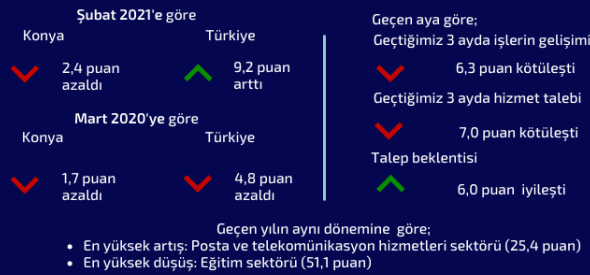 Şubat 2021'e göre
Konya
Türkiye
2,4 puan
azaldı
9,2 puan
arttı
Mart 2020'ye göre
Konya
Türkiye
1,7 puan
azaldı
4,8 puan
azaldı
Geçen aya göre;
Geçtiğimiz 3 ayda işlerin gelişimi
6,3 puan kötüleşti
Geçtiğimiz 3 ayda hizmet talebi
7,0 puan kötüleşti
Talep beklentisi
6,0 puan iyileşti
Geçen yılın aynı dönemine göre;
• En yüksek artış: Posta ve telekomünikasyon hizmetleri sektörü (25,4 puan)
• En yüksek düşüş: Eğitim sektörü (51,1 puan)